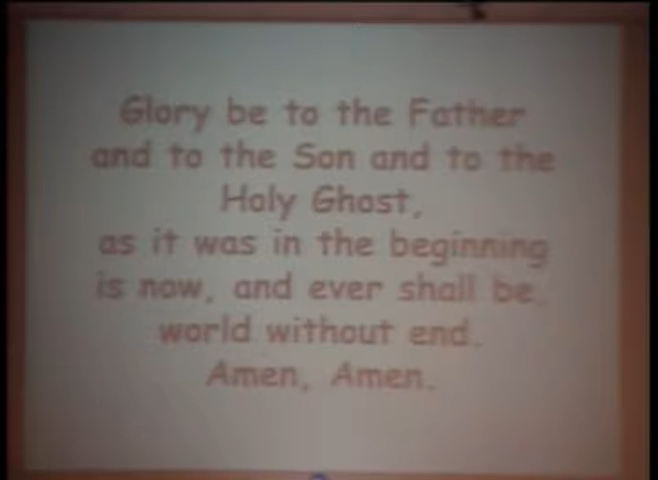 Glory be to the Father
and to the Son and to the
Holy Ghost,
as it was in the beginning
is now, and ever shall be,
world without end.
Amen, Amen.